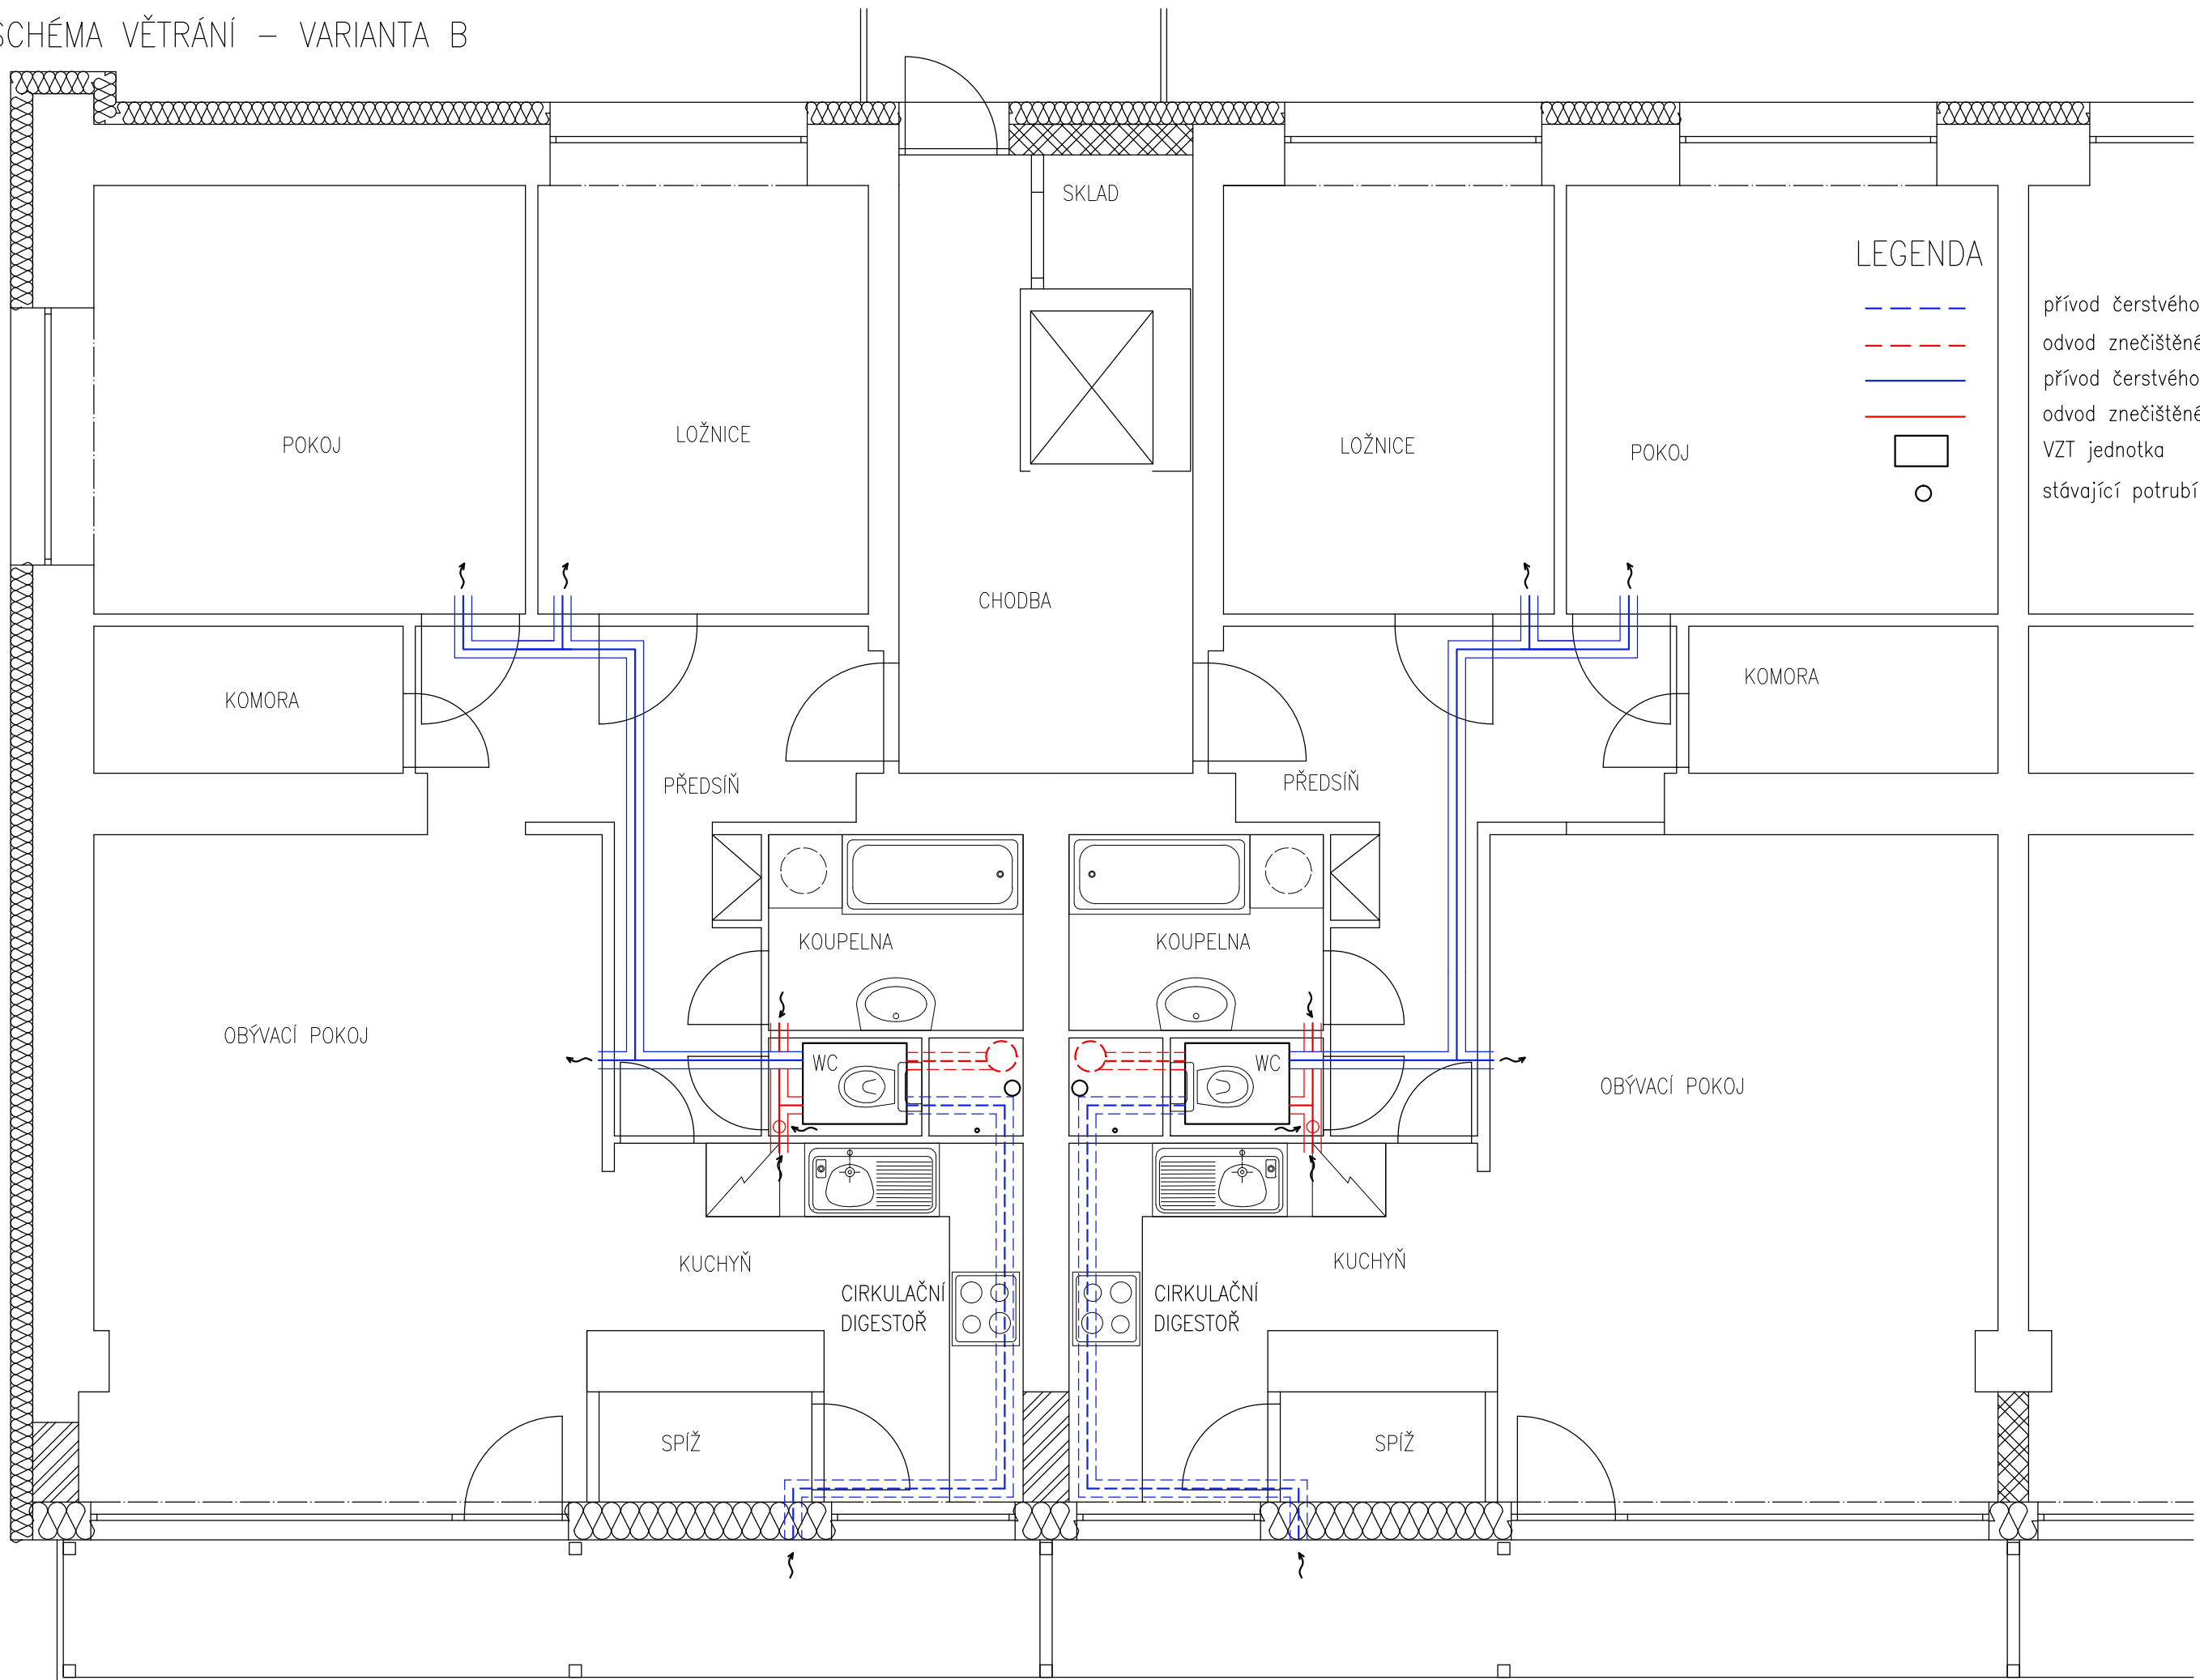 SCHÉMA VĚTRÁNÍ – VARIANTA B
SKLAD
LEGENDA
přívod čerstvého
odvod znečištěné
přívod čerstvého
odvod znečištěné
VZT jednotka
stávající potrubí
POKOJ
LOŽNICE
LOŽNICE
POKOJ
CHODBA
KOMORA
KOMORA
PŘEDSÍŇ
PŘEDSÍŇ
KOUPELNA
KOUPELNA
OBÝVACÍ POKOJ
WC
WC
OBÝVACÍ POKOJ
KUCHYŇ
KUCHYŇ
CIRKULAČNÍ
DIGESTOŘ
CIRKULAČNÍ
DIGESTOŘ
SPÍŽ
SPÍŽ